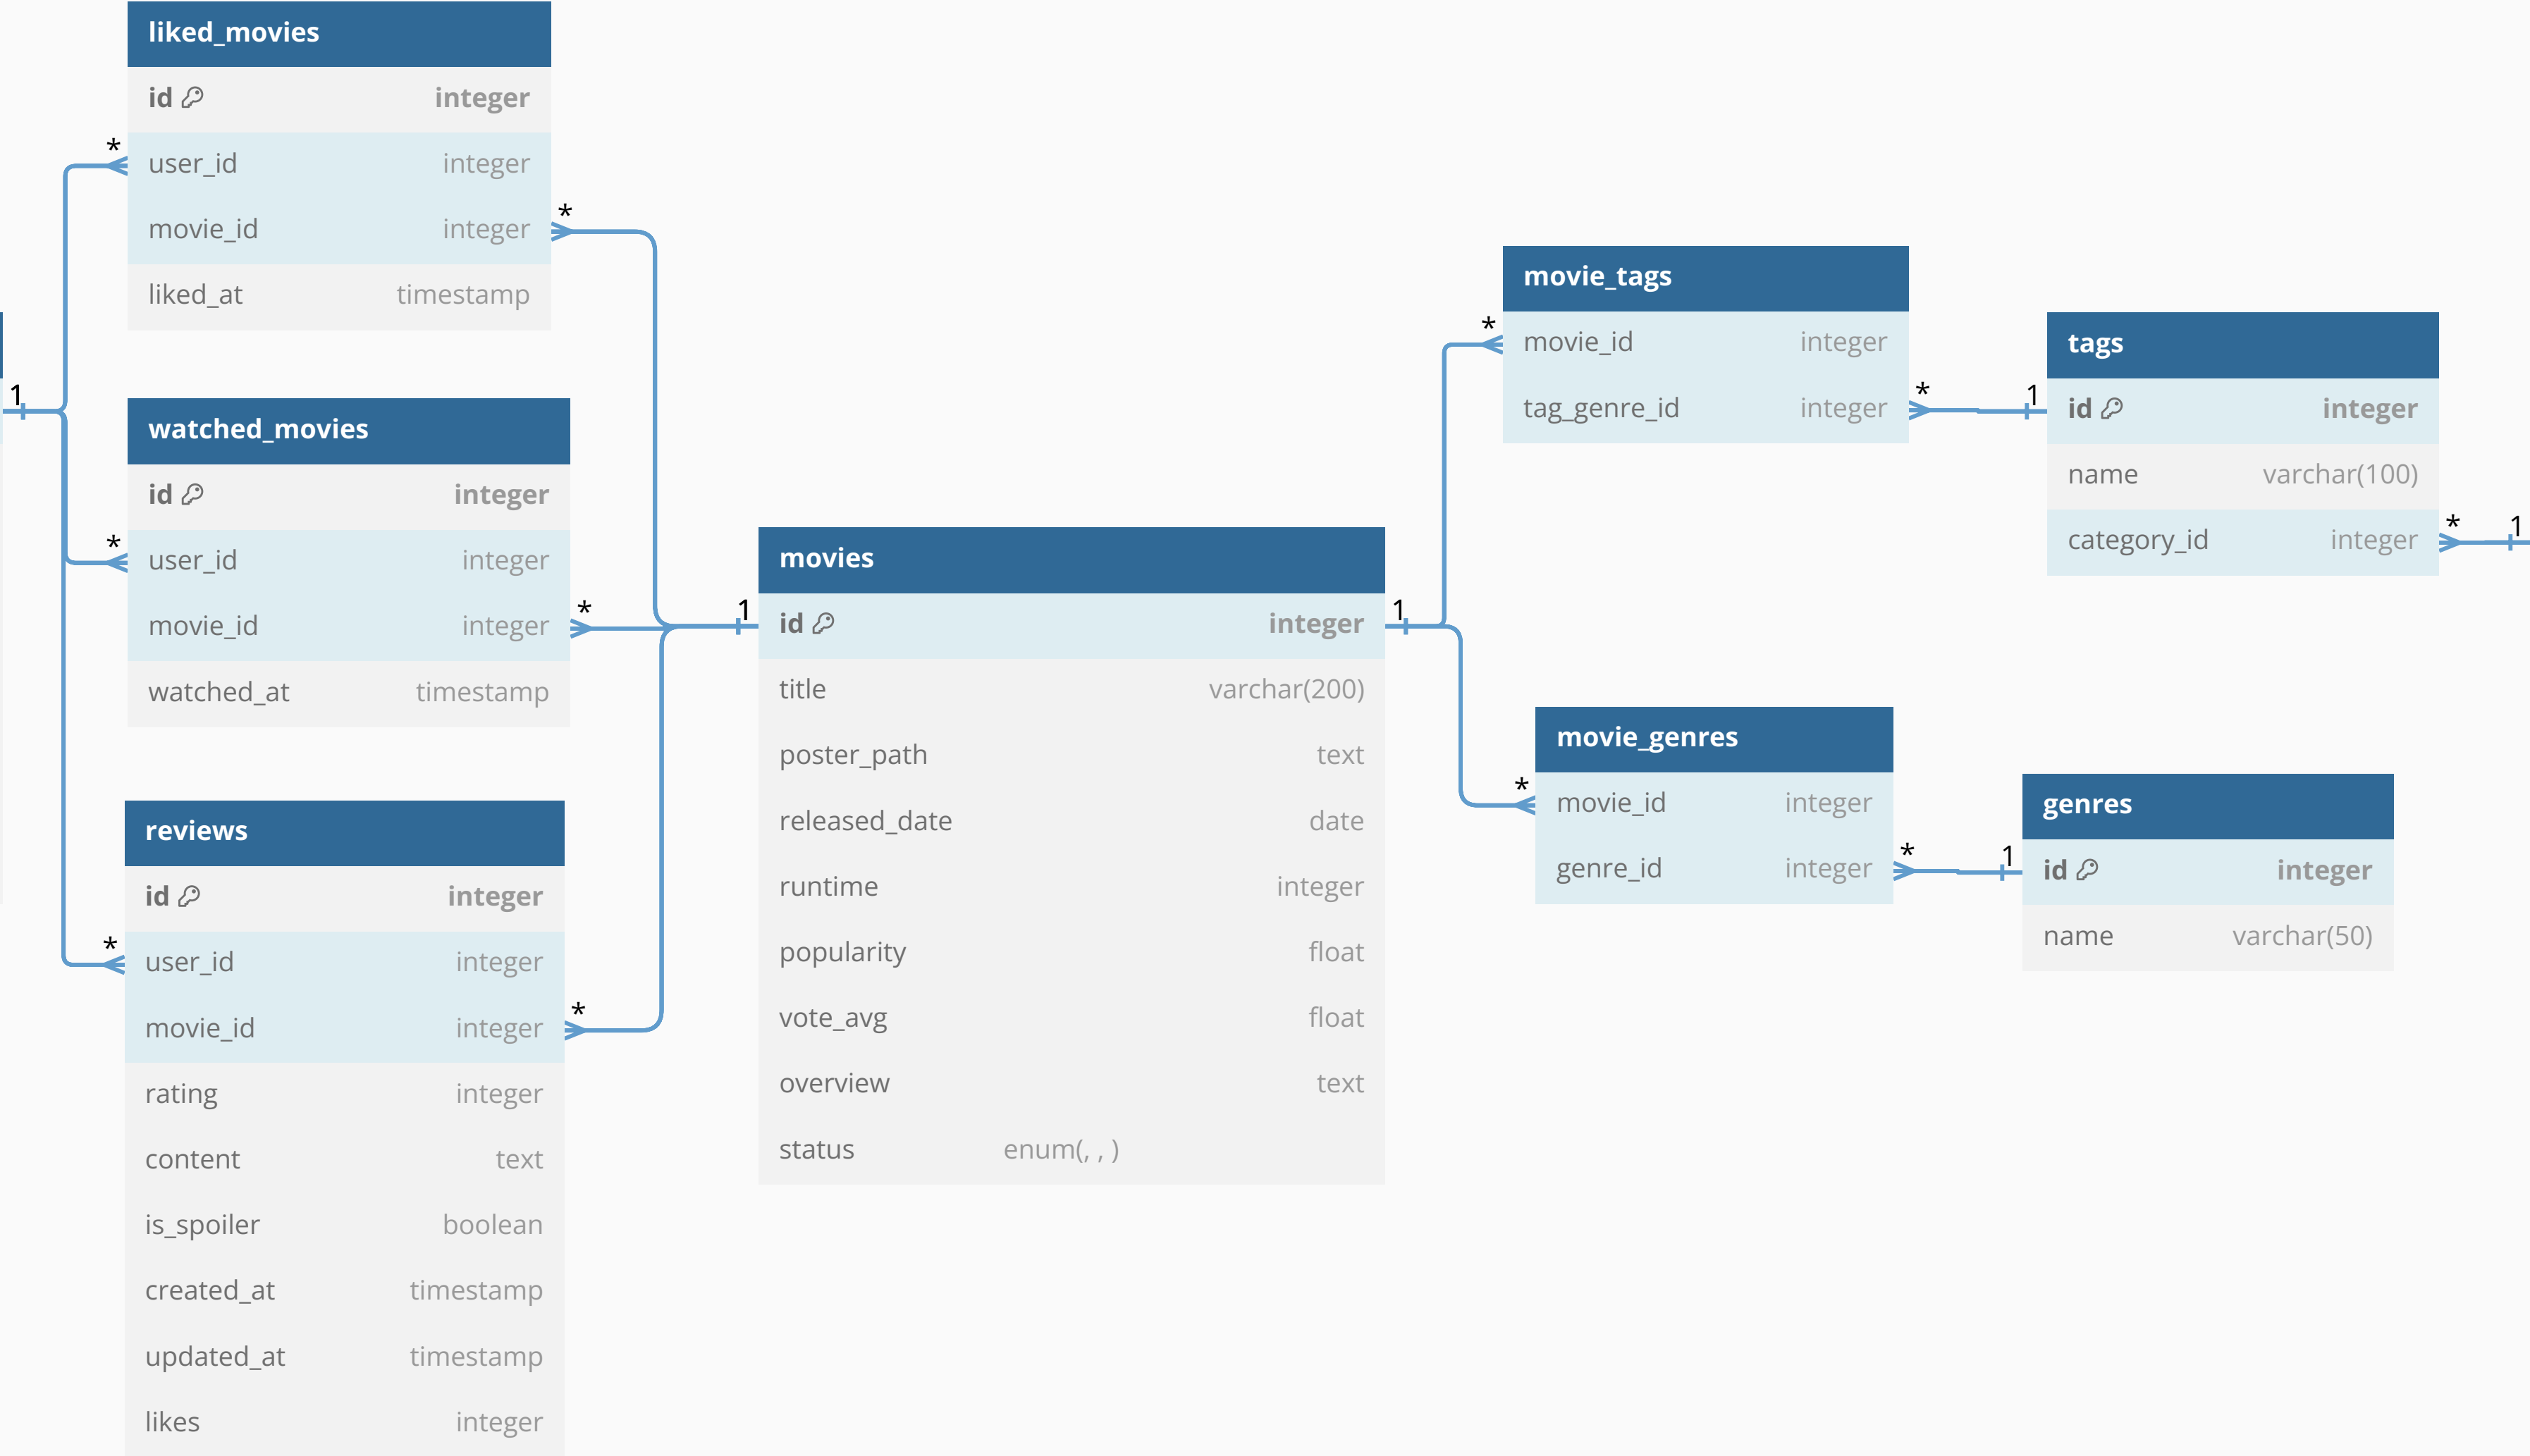 liked_movies
id integer
user_id integer
movie_id integer
liked_at timestamp
*
*
1
watched_movies
id integer
user_id integer
movie_id integer
watched_at timestamp
*
*
reviews
id integer
user_id integer
movie_id integer
rating integer
content text
is_spoiler boolean
created_at timestamp
updated_at timestamp
likes integer
*
*
movies
1
1
id integer
title varchar(200)
poster_path text
released_date date
runtime integer
popularity float
vote_avg float
overview text
status enum(, , )
movie_tags
movie_id integer
tag_genre_id integer
*
*
1
tags
id integer
name varchar(100)
category_id integer
*
1
movie_genres
movie_id integer
genre_id integer
*
*
1
genres
id integer
name varchar(50)